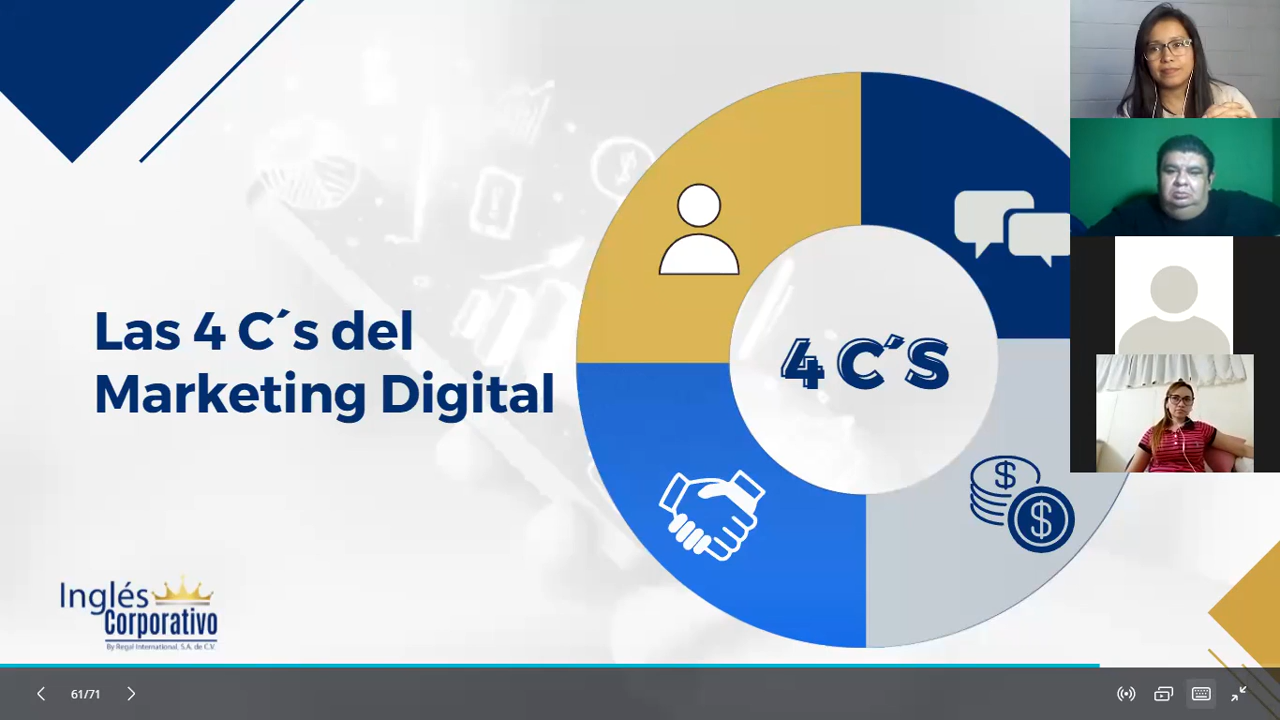 Las 4 C´s del
Marketing Digital
4 C´S
$
$
Inglés
Corporativo
By Regal International, S.A. de C.V.
61/71